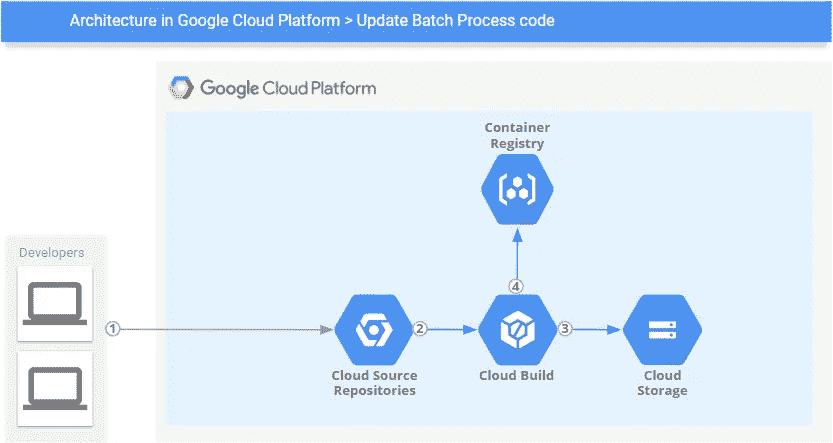 Architecture in Google Cloud Platform > Update Batch Process code
Google Cloud Platform
Container
Registry
Developers
4
1
2
3
Cloud Source
Repositories
Cloud Build
Cloud
Storage